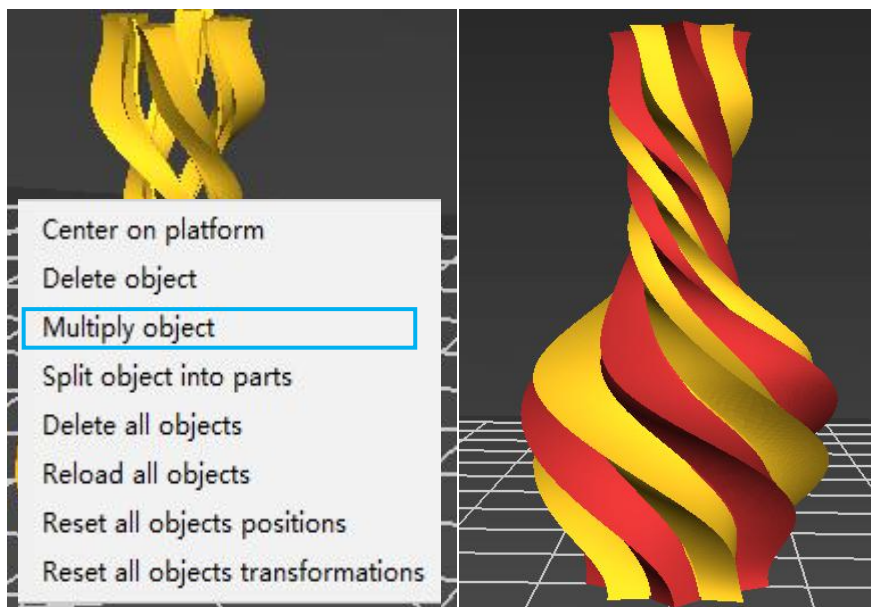 Center on platform
Delete object
Multiply object
Split object into parts
Delete all objects
Reload all objects
Reset all objects positions
Reset all objects transformations